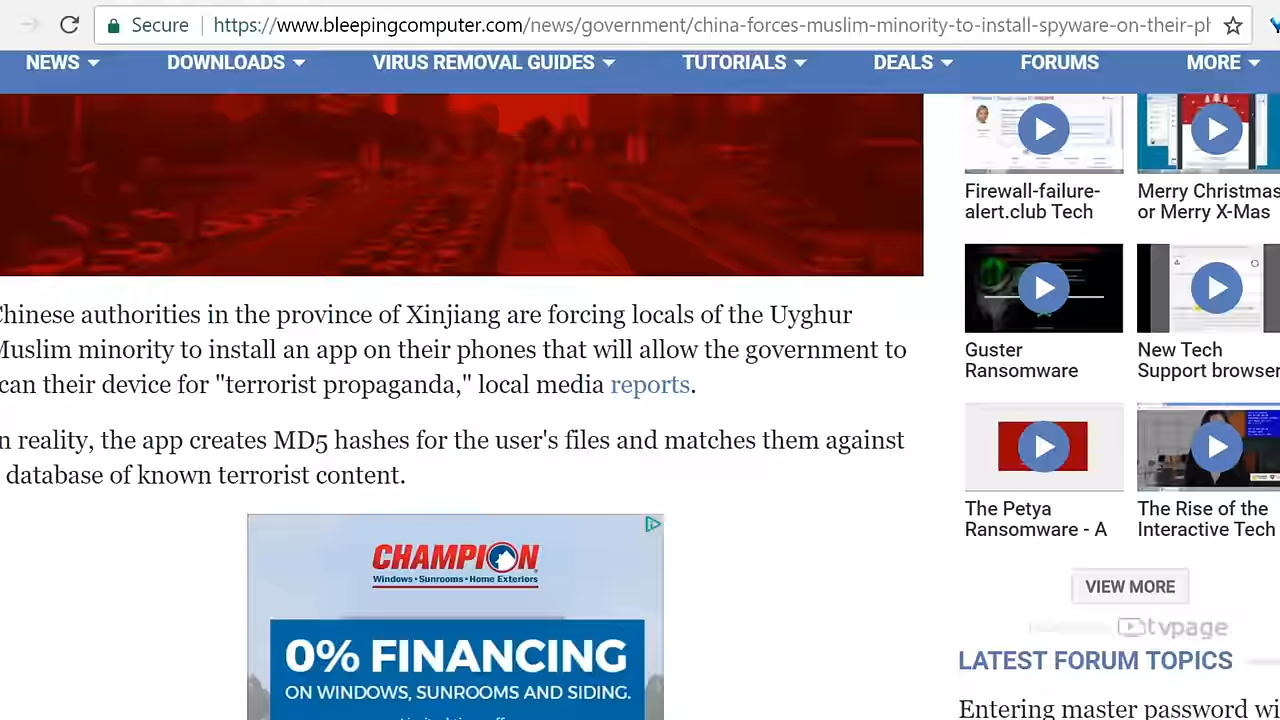 Secure
https://www.bleepingcomputer.com/news/government/china-forces-muslim-minority-to-install-spyware-on-their-ph
NEWS DOWNLOADS VIRUS REMOVAL GUIDES TUTORIALS DEALS FORUMS MORE
Chinese authorities in the province of Xinjiang are forcing locals of the Uyghur
Muslim minority to install an app on their phones that will allow the government to
can their device for "terrorist propaganda," local media reports.
n reality, the app creates MD5 hashes for the user's files and matches them against
database of known terrorist content.
CHAMPION
Windows • Sunrooms • Home Exteriors
0% FINANCING
ON WINDOWS, SUNROOMS AND SIDING.
Firewall-failure-
alert.club Tech
Merry Christmas
or Merry X-Mas
Guster
Ransomware
New Tech
Support browser
The Petya
Ransomware - A
The Rise of the
Interactive Tech
VIEW MORE
tvpage
LATEST FORUM TOPICS
Entering master password wi